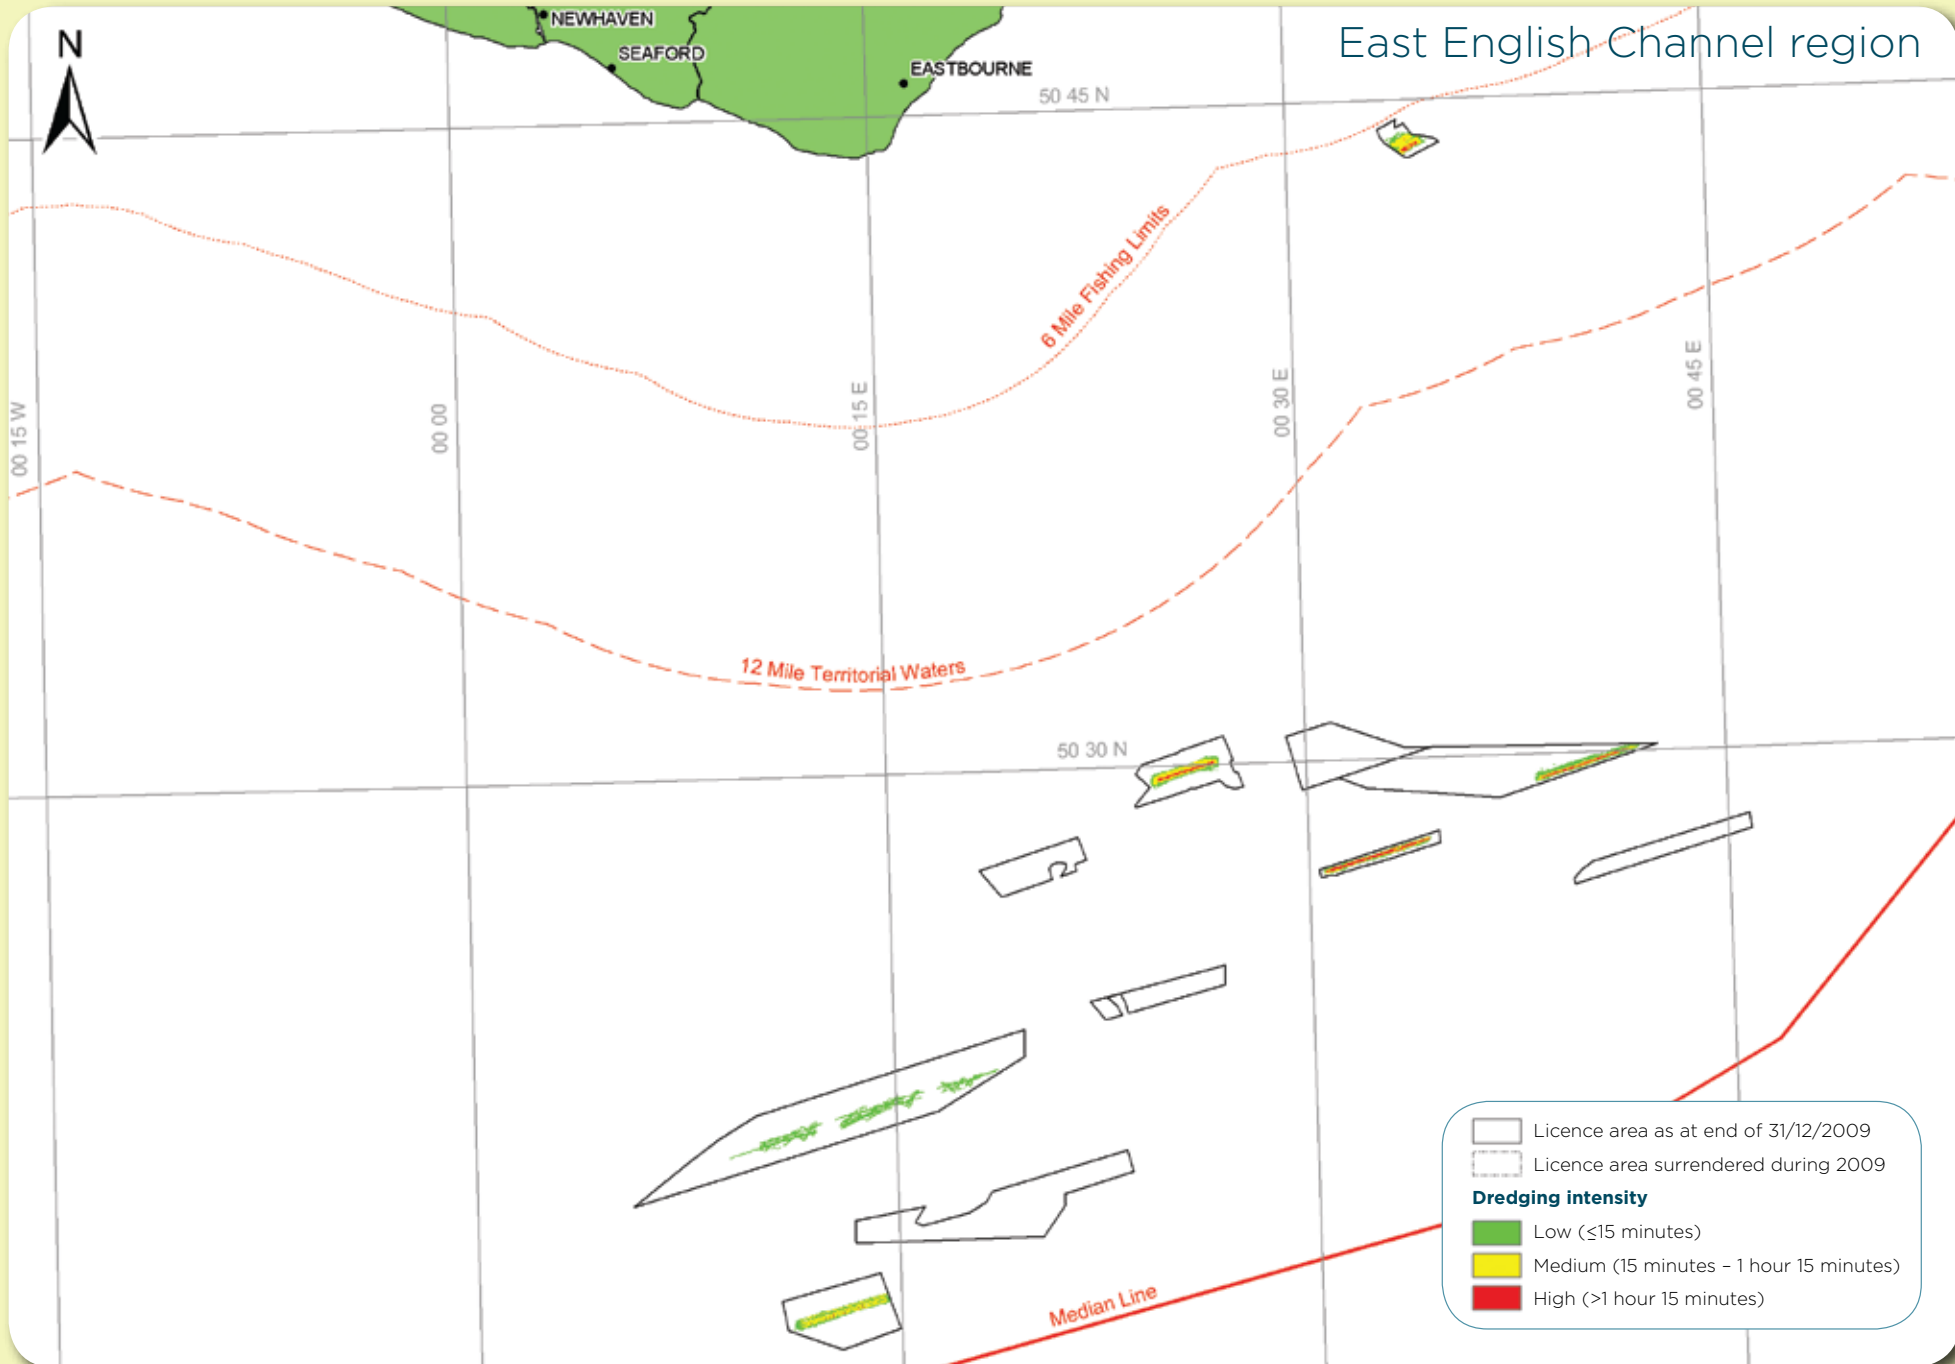 East English Channel region
N
NEWHAVEN
SEAFORD
EASTBOURNE
50 45 N
6 Mile Fishing Limits
00 15 W
00 00
00 15 E
00 30 E
00 45 E
12 Mile Territorial Waters
50 30 N
Median Line
Licence area as at end of 31/12/2009
Licence area surrendered during 2009
Dredging intensity
Low (≤15 minutes)
Medium (15 minutes – 1 hour 15 minutes)
High (>1 hour 15 minutes)